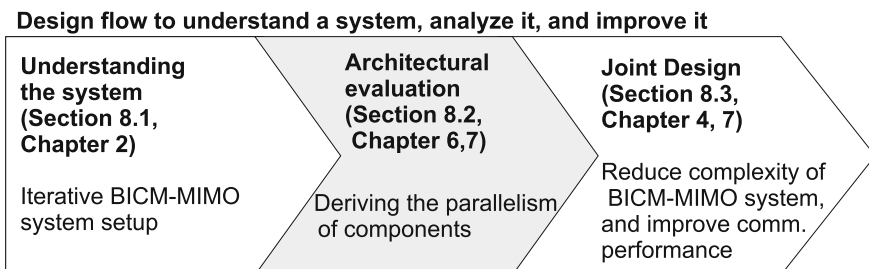 Design flow to understand a system, analyze it, and improve it
Understanding
the system
(Section 8.1,
Chapter 2)
Iterative BICM-MIMO
system setup
Architectural
evaluation
(Section 8.2,
Chapter 6,7)
Deriving the parallelism
of components
Joint Design
(Section 8.3,
Chapter 4, 7)
Reduce complexity of
BICM-MIMO system,
and improve comm.
performance